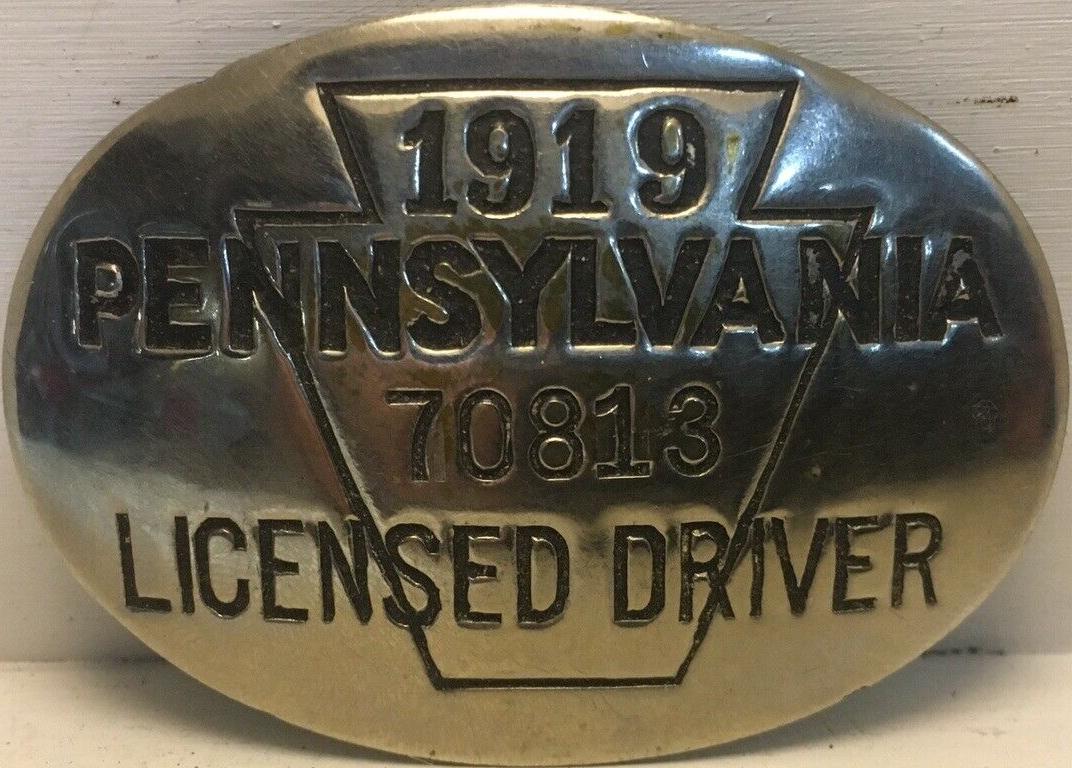 1919
PENNSYLVANIA
70813
LICENSED DRIVER